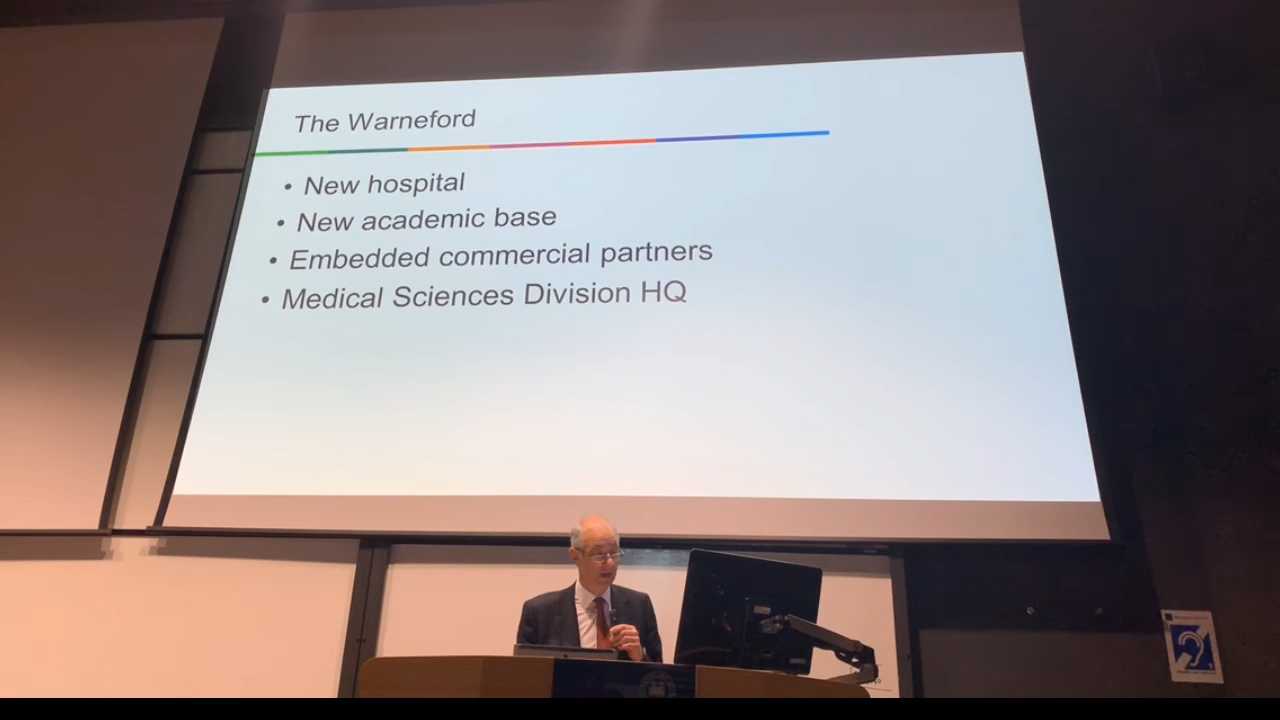 The Warneford
• New hospital
• New academic base
• Embedded commercial partners
• Medical Sciences Division HQ